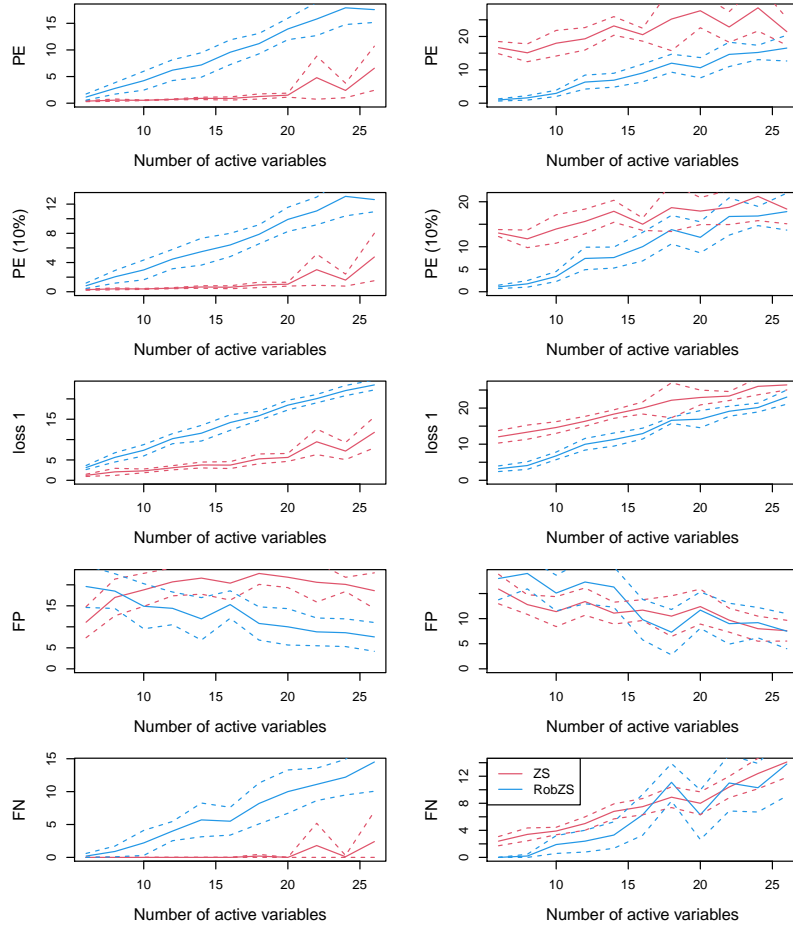 PE
0 5 10 15
10 15 20 25
Number of active variables
PE
0 5 10 20
10 15 20 25
Number of active variables
PE (10%)
0 4 8 12
10 15 20 25
Number of active variables
PE (10%)
0 5 10 15 20
10 15 20 25
Number of active variables
loss 1
0 5 15
10 15 20 25
Number of active variables
loss 1
0 5 10 20
10 15 20 25
Number of active variables
FP
0 5 15
10 15 20 25
Number of active variables
FP
0 5 10
10 15 20 25
Number of active variables
FN
0 5 10 15
10 15 20 25
Number of active variables
FN
0 4 8 12
ZS
RobZS
10 15 20 25
Number of active variables